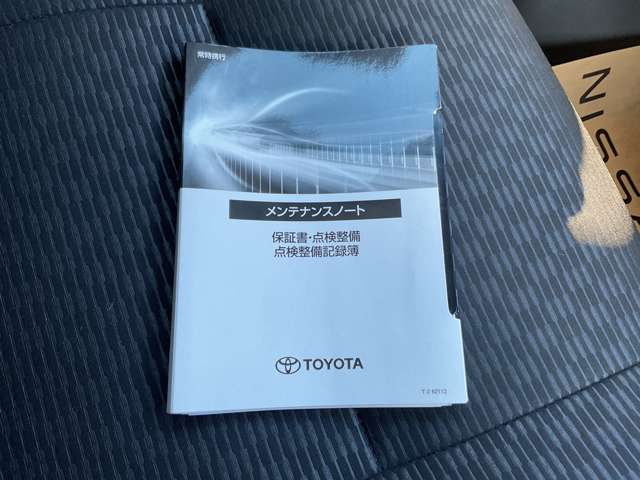 常時携行
メンテナンスノート
保証書・点検整備
点検整備記録簿
TOYOTA
NISSA